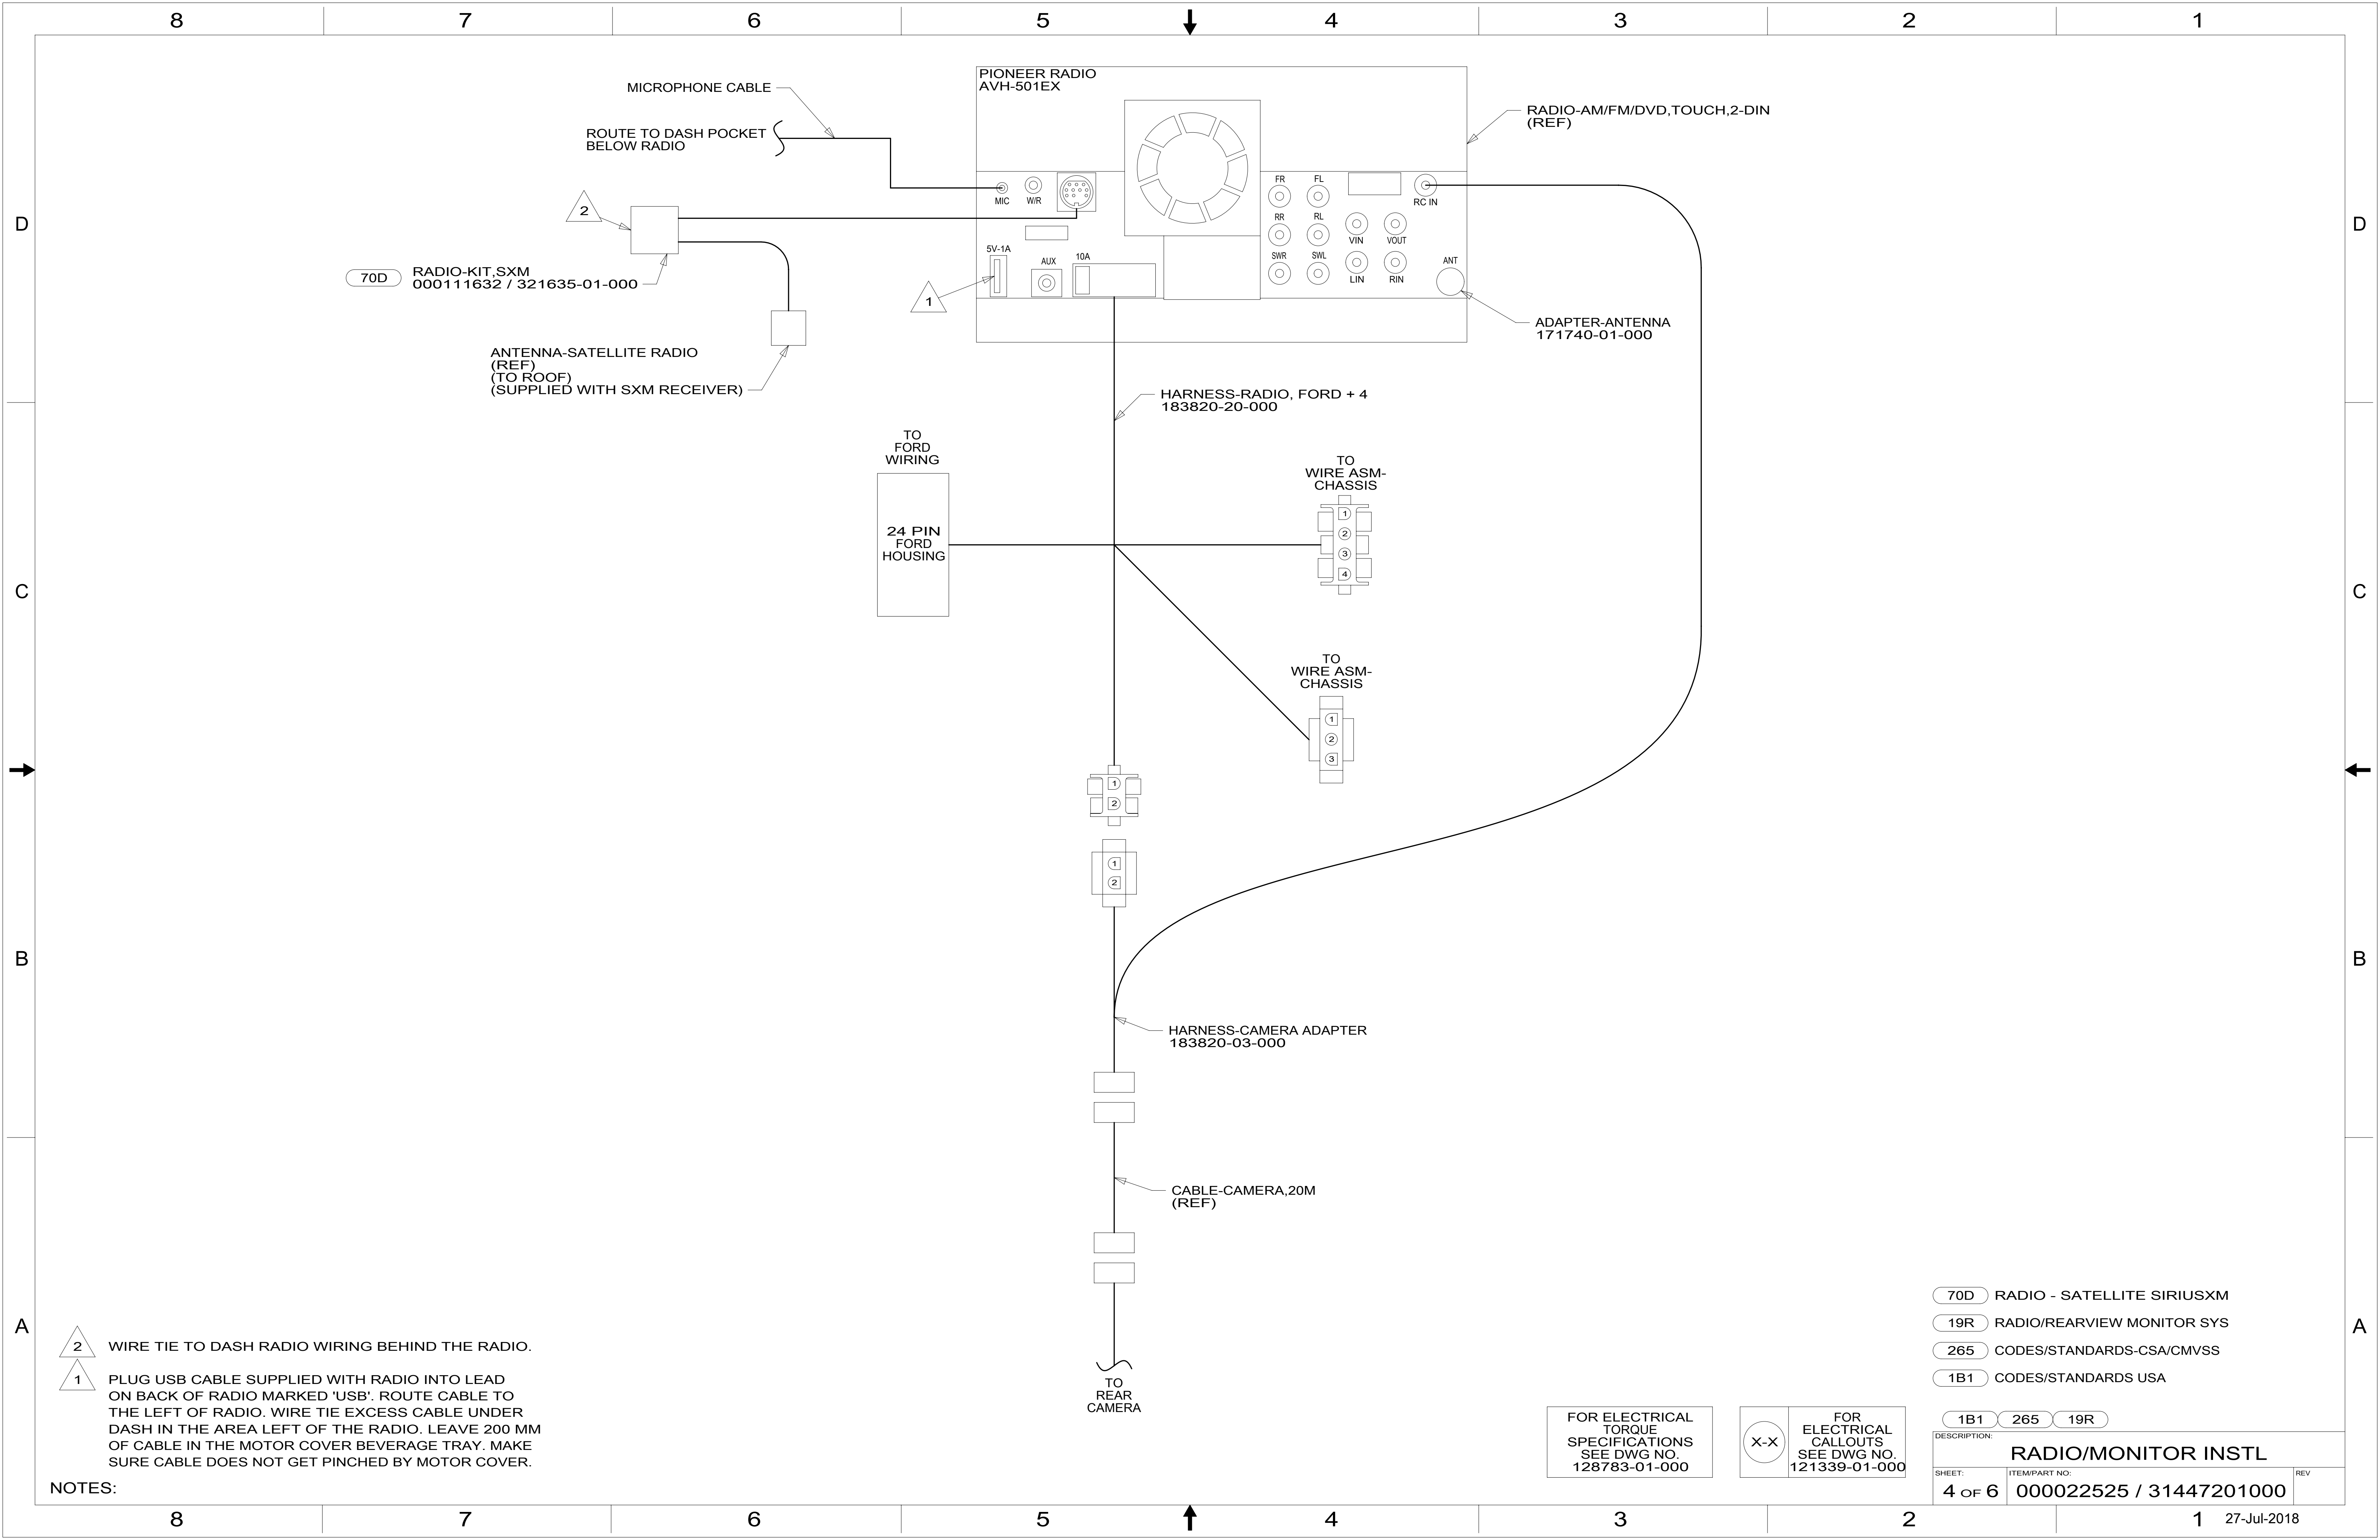 8 7 6 5 4 3 2 1
PIONEER RADIO
AVH-501EX
MICROPHONE CABLE
ROUTE TO DASH POCKET
BELOW RADIO
RADIO-AM/FM/DVD,TOUCH,2-DIN
(REF)
MIC
W/R
FR
FL
RC IN
RR
RL
VIN
VOUT
5V-1A
AUX
10A
SWR
SWL
LIN
RIN
ANT
D
D
2
1
70D
RADIO-KIT,SXM
000111632 / 321635-01-000
ADAPTER-ANTENNA
171740-01-000
ANTENNA-SATELLITE RADIO
(REF)
(TO ROOF)
(SUPPLIED WITH SXM RECEIVER)
HARNESS-RADIO, FORD + 4
183820-20-000
TO
FORD
WIRING
24 PIN
FORD
HOUSING
TO
WIRE ASM-
CHASSIS
1
2
3
4
C
C
TO
WIRE ASM-
CHASSIS
1
2
3
1
2
1
2
B
B
HARNESS-CAMERA ADAPTER
183820-03-000
CABLE-CAMERA,20M
(REF)
TO
REAR
CAMERA
A
A
2 WIRE TIE TO DASH RADIO WIRING BEHIND THE RADIO.
1 PLUG USB CABLE SUPPLIED WITH RADIO INTO LEAD
ON BACK OF RADIO MARKED 'USB'. ROUTE CABLE TO
THE LEFT OF RADIO. WIRE TIE EXCESS CABLE UNDER
DASH IN THE AREA LEFT OF THE RADIO. LEAVE 200 MM
OF CABLE IN THE MOTOR COVER BEVERAGE TRAY. MAKE
SURE CABLE DOES NOT GET PINCHED BY MOTOR COVER.
NOTES:
FOR ELECTRICAL
TORQUE
SPECIFICATIONS
SEE DWG NO.
128783-01-000
X-X
FOR
ELECTRICAL
CALLOUTS
SEE DWG NO.
121339-01-000
70D RADIO - SATELLITE SIRIUSXM
19R RADIO/REARVIEW MONITOR SYS
265 CODES/STANDARDS-CSA/CMVSS
1B1 CODES/STANDARDS USA
1B1 265 19R
DESCRIPTION:
RADIO/MONITOR INSTL
SHEET:
4 OF 6
ITEM/PART NO:
000022525 / 31447201000
REV
8 7 6 5 4 3 2 1
27-Jul-2018